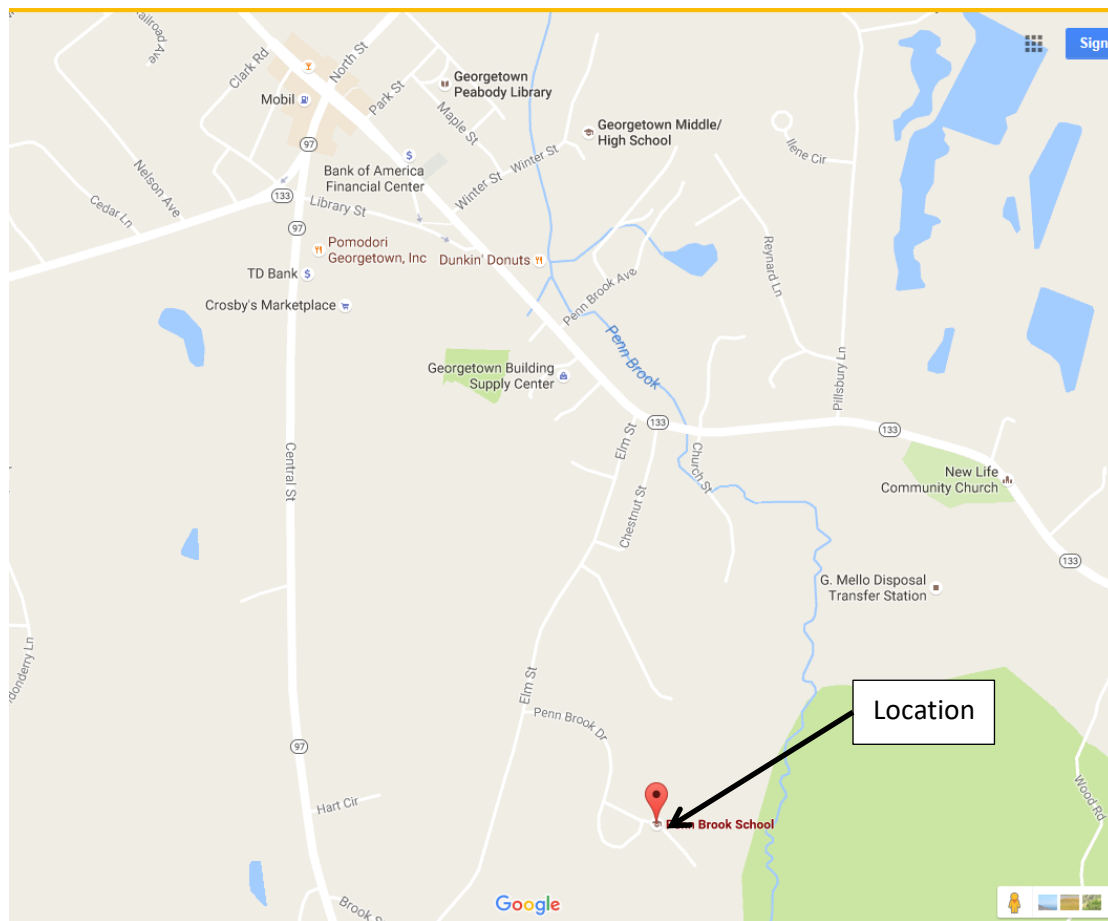 Clark Rd
North St
Sign
Park St
Georgetown
Peabody Library
Mobil
Maple St
Georgetown Middle/
High School
97
Winter St
Winter St
Ilene Cir
Bank of America
Financial Center
Nelson Ave
133
Library St
Cedar Ln
97
Pomodori
Georgetown, Inc
Dunkin' Donuts
Reynard Ln
TD Bank
Penn Brook Ave
Crosby's Marketplace
Penn Brook
Georgetown Building
Supply Center
Pillsbury Ln
133
133
Elm St
Church St
Central St
New Life
Community Church
Chestnut St
133
G. Mello Disposal
Transfer Station
donderry Ln
Elm St
Location
Penn Brook Dr
97
Hart Cir
Wood Rd
Penn Brook School
Google
Brook S